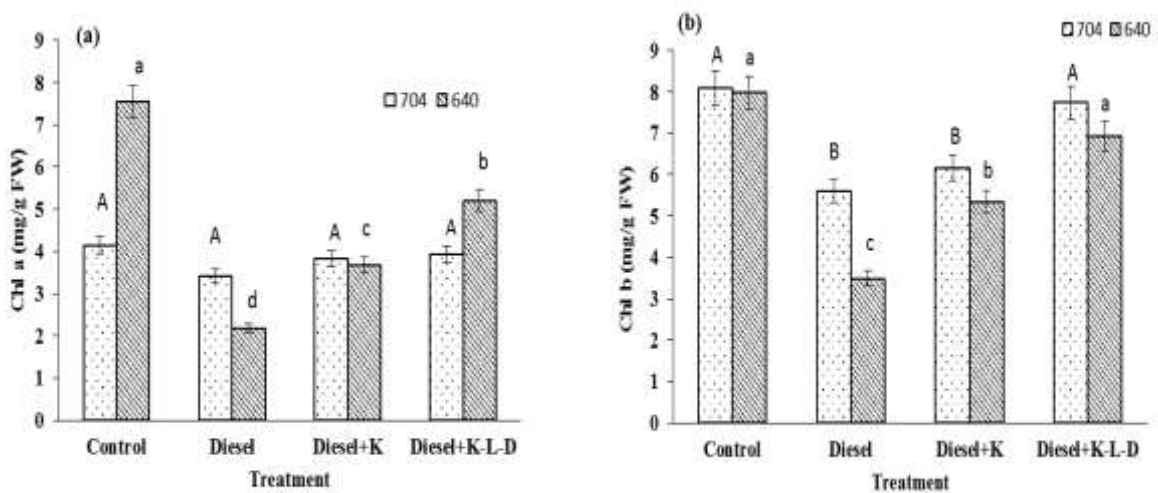 (a)
704 640
Chl a (mg/g FW)
9
8
7
6
5
4
3
2
1
0
A a
A d
A c
A b
Control Diesel Diesel+K Diesel+K-L-D
Treatment
(b)
704 640
Chl b (mg/g FW)
9
8
7
6
5
4
3
2
1
0
A a
B c
B b
A a
Control Diesel Diesel+K Diesel+K-L-D
Treatment